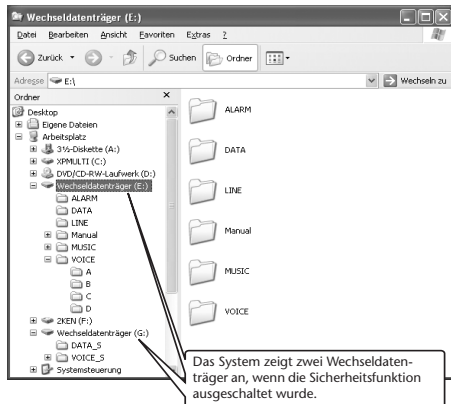 Wechseldatenträger (E:)
Datei Bearbeiten Ansicht Favoriten Extras ?
Zurück Suchen Ordner
Adresse E:\ Wechseln zu
Ordner
Desktop
Eigene Dateien
Arbeitsplatz
3½-Diskette (A:)
XPMULTI (C:)
DVD/CD-RW-Laufwerk (D:)
Wechseldatenträger (E:)
ALARM
DATA
LINE
Manual
MUSIC
VOICE
A
B
C
D
2KEN (F:)
Wechseldatenträger (G:)
DATA_S
VOICE_S
Systemsteuerung
ALARM
DATA
LINE
Manual
MUSIC
VOICE
Das System zeigt zwei Wechseldaten-
träger an, wenn die Sicherheitsfunktion
ausgeschaltet wurde.